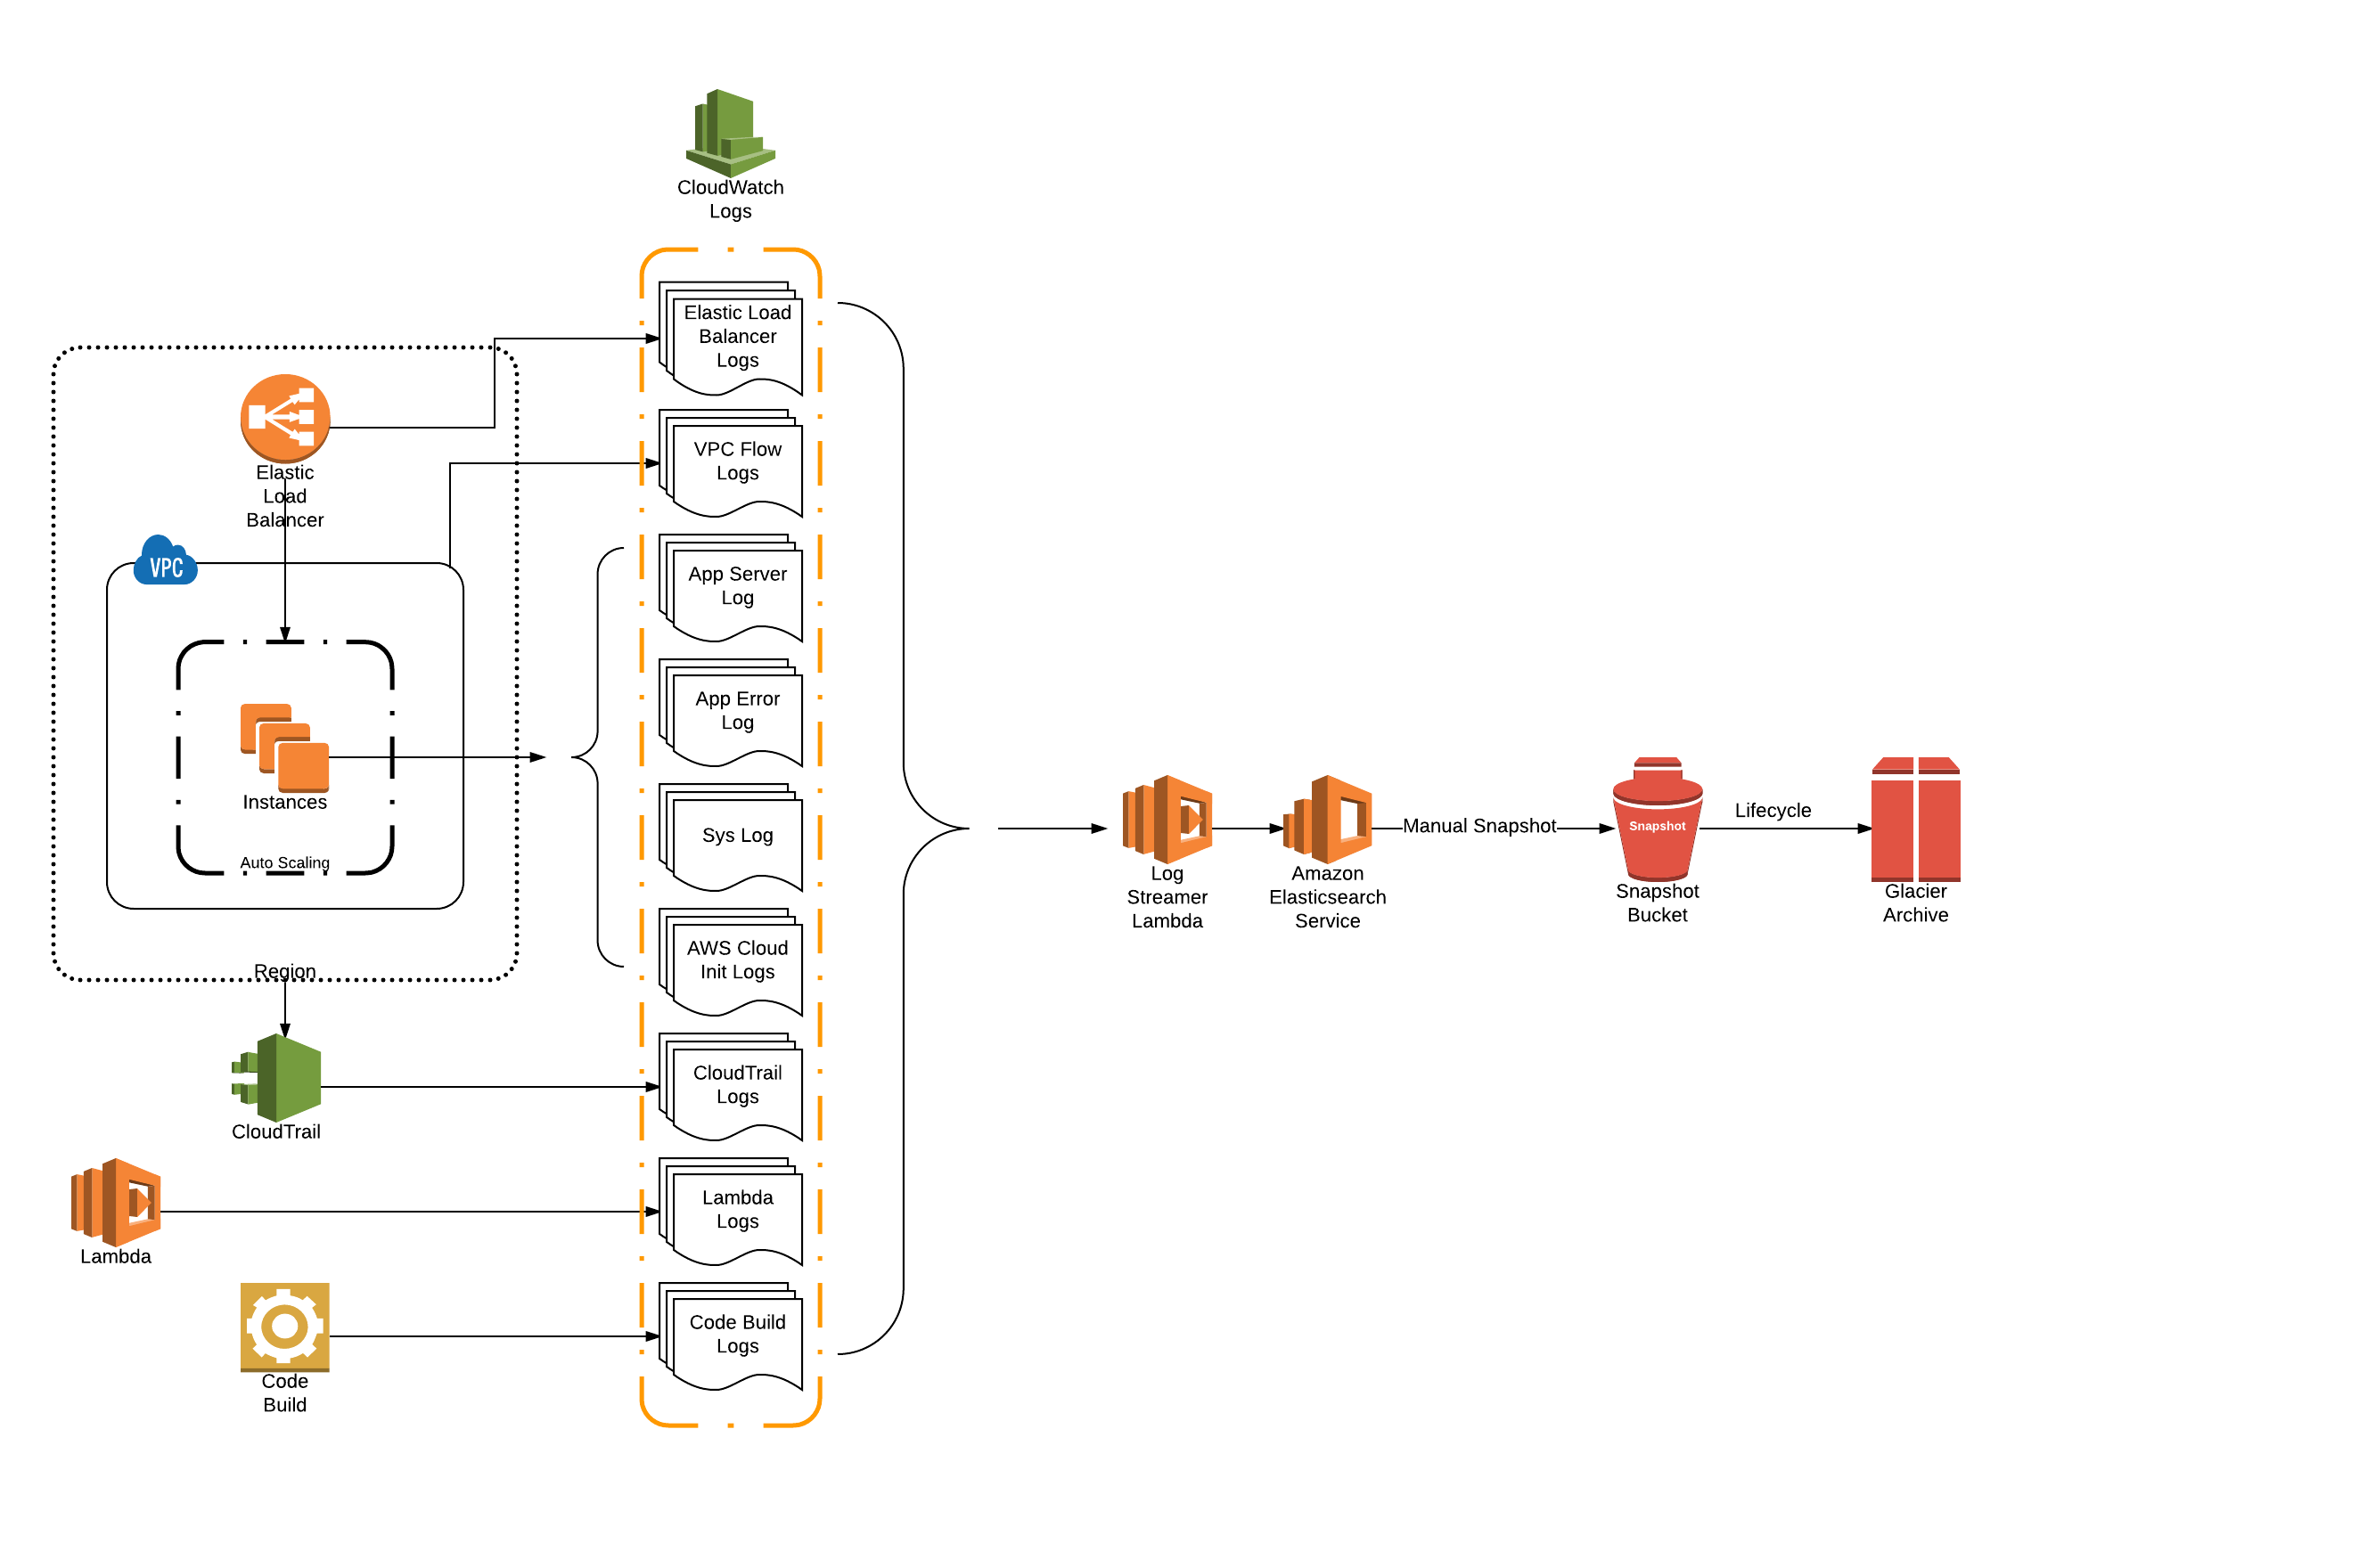 CloudWatch
Logs
Elastic Load
Balancer
Logs
VPC Flow
Logs
App Server
Log
App Error
Log
Sys Log
AWS Cloud
Init Logs
CloudTrail
Logs
Lambda
Logs
Code Build
Logs
Elastic
Load
Balancer
VPC
Instances
Auto Scaling
Region
CloudTrail
Lambda
Code
Build
Log
Streamer
Lambda
Amazon
Elasticsearch
Service
Manual Snapshot
Snapshot
Snapshot
Bucket
Lifecycle
Glacier
Archive